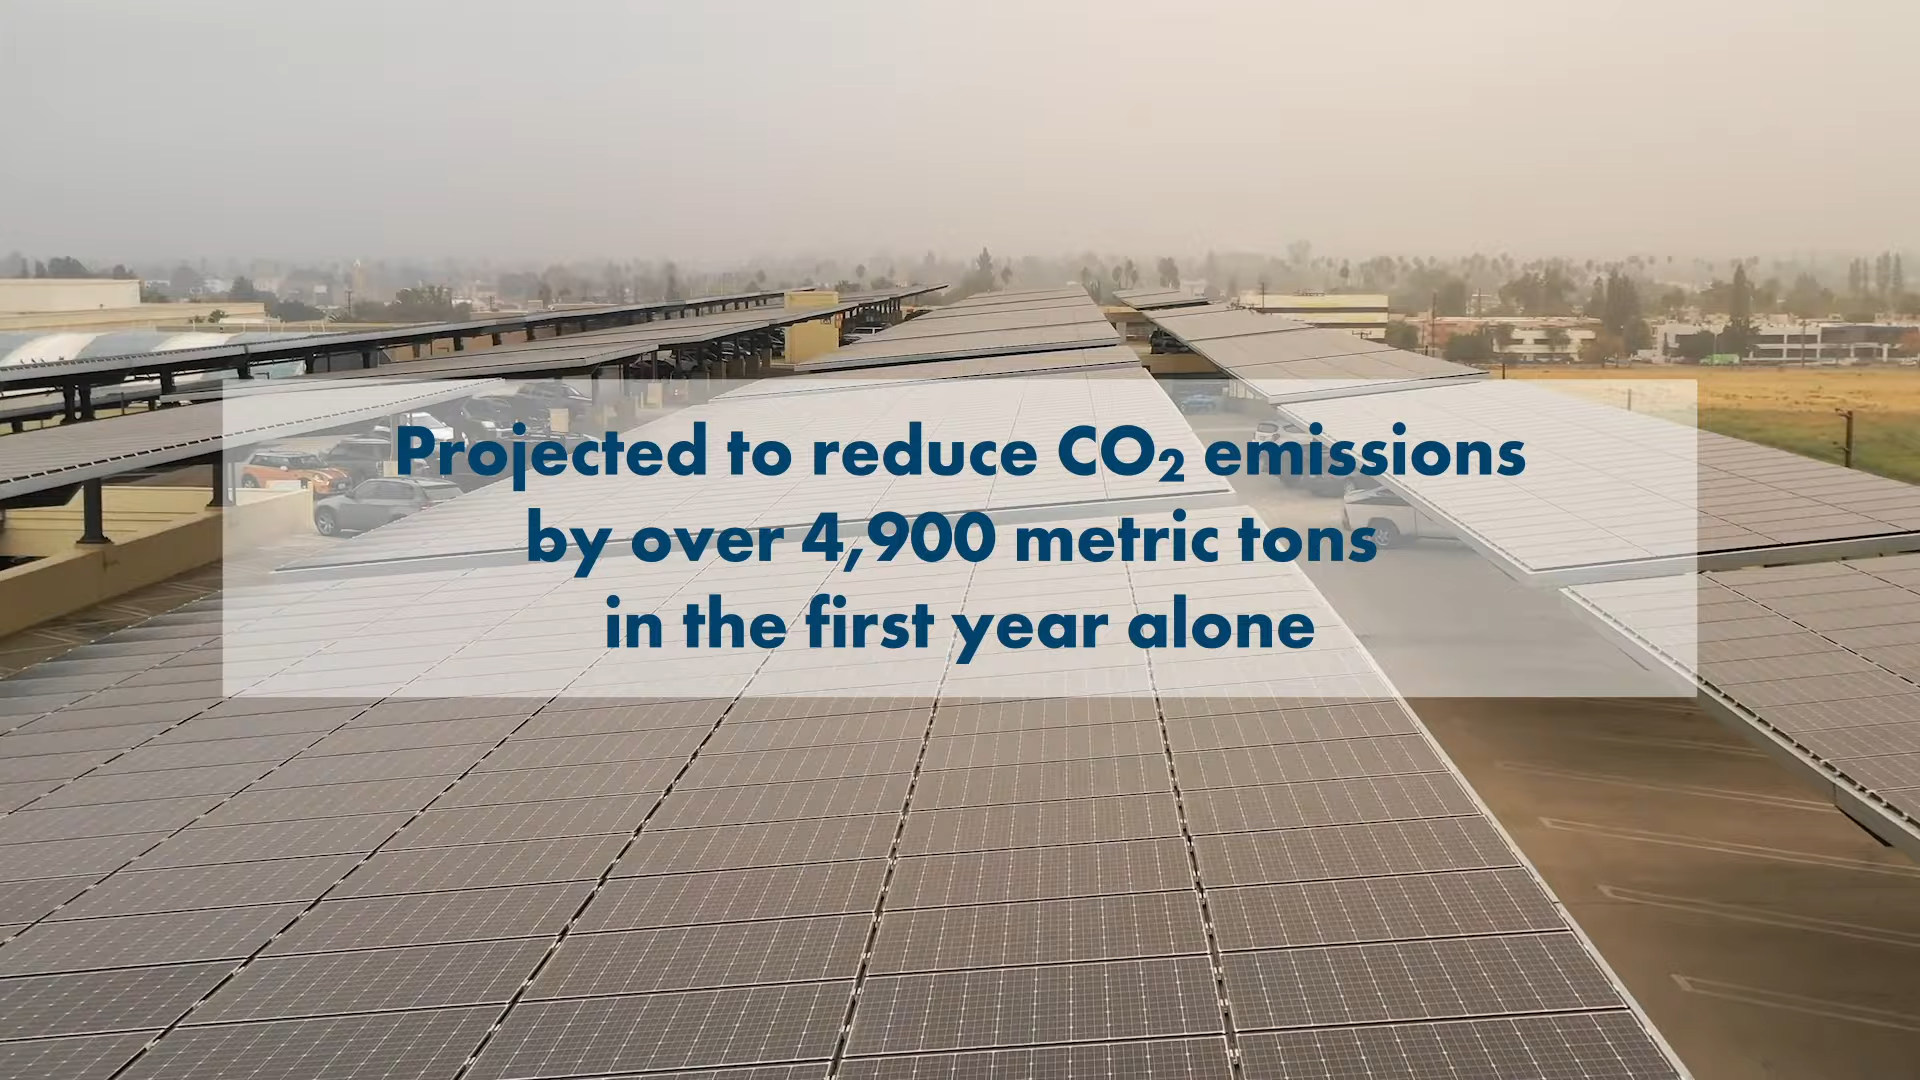 Projected to reduce CO₂ emissions
by over 4,900 metric tons
in the first year alone